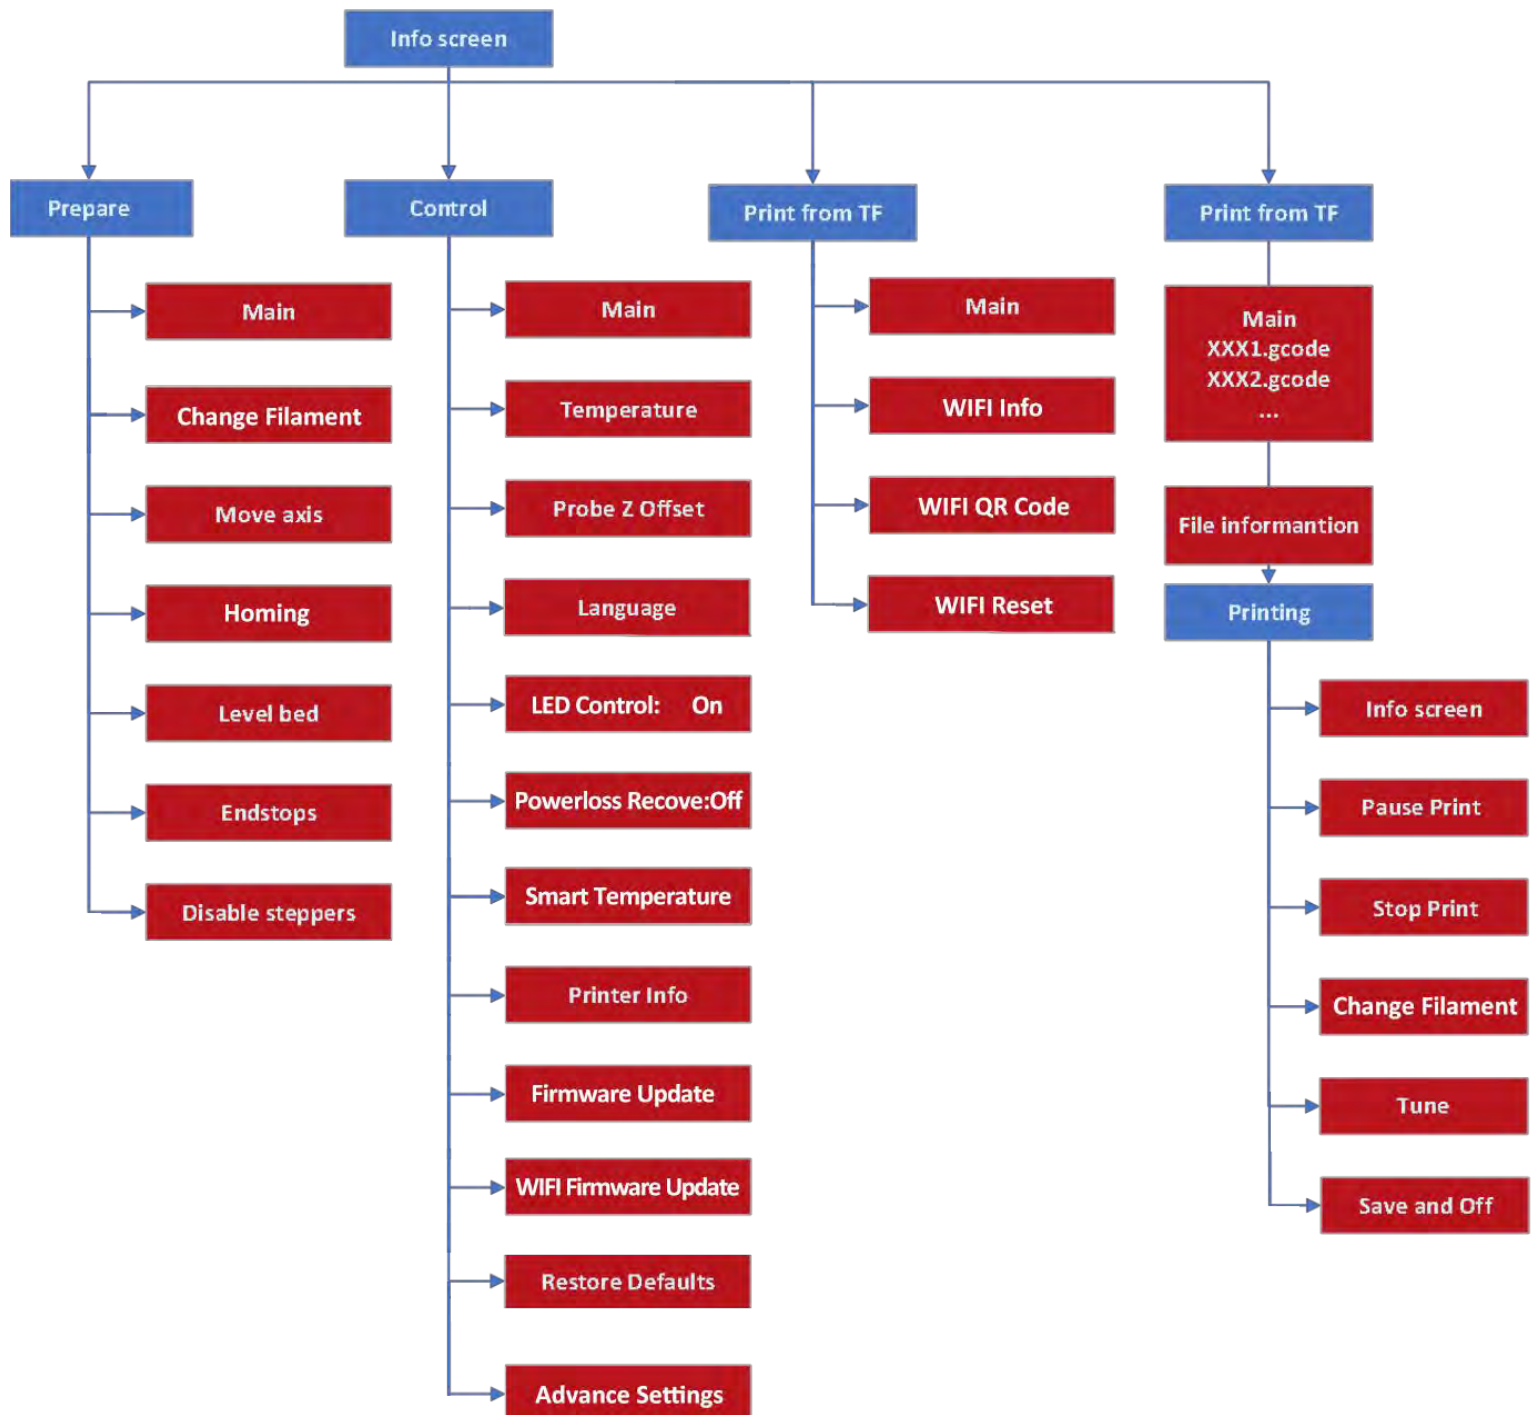 Info screen
Prepare
Main
Change Filament
Move axis
Homing
Level bed
Endstops
Disable steppers
Control
Main
Temperature
Probe Z Offset
Language
LED Control: On
Powerloss Recove:Off
Smart Temperature
Printer Info
Firmware Update
WIFI Firmware Update
Restore Defaults
Advance Settings
Print from TF
Main
WIFI Info
WIFI QR Code
WIFI Reset
Print from TF
Main
XXX1.gcode
XXX2.gcode
...
File informantion
Printing
Info screen
Pause Print
Stop Print
Change Filament
Tune
Save and Off